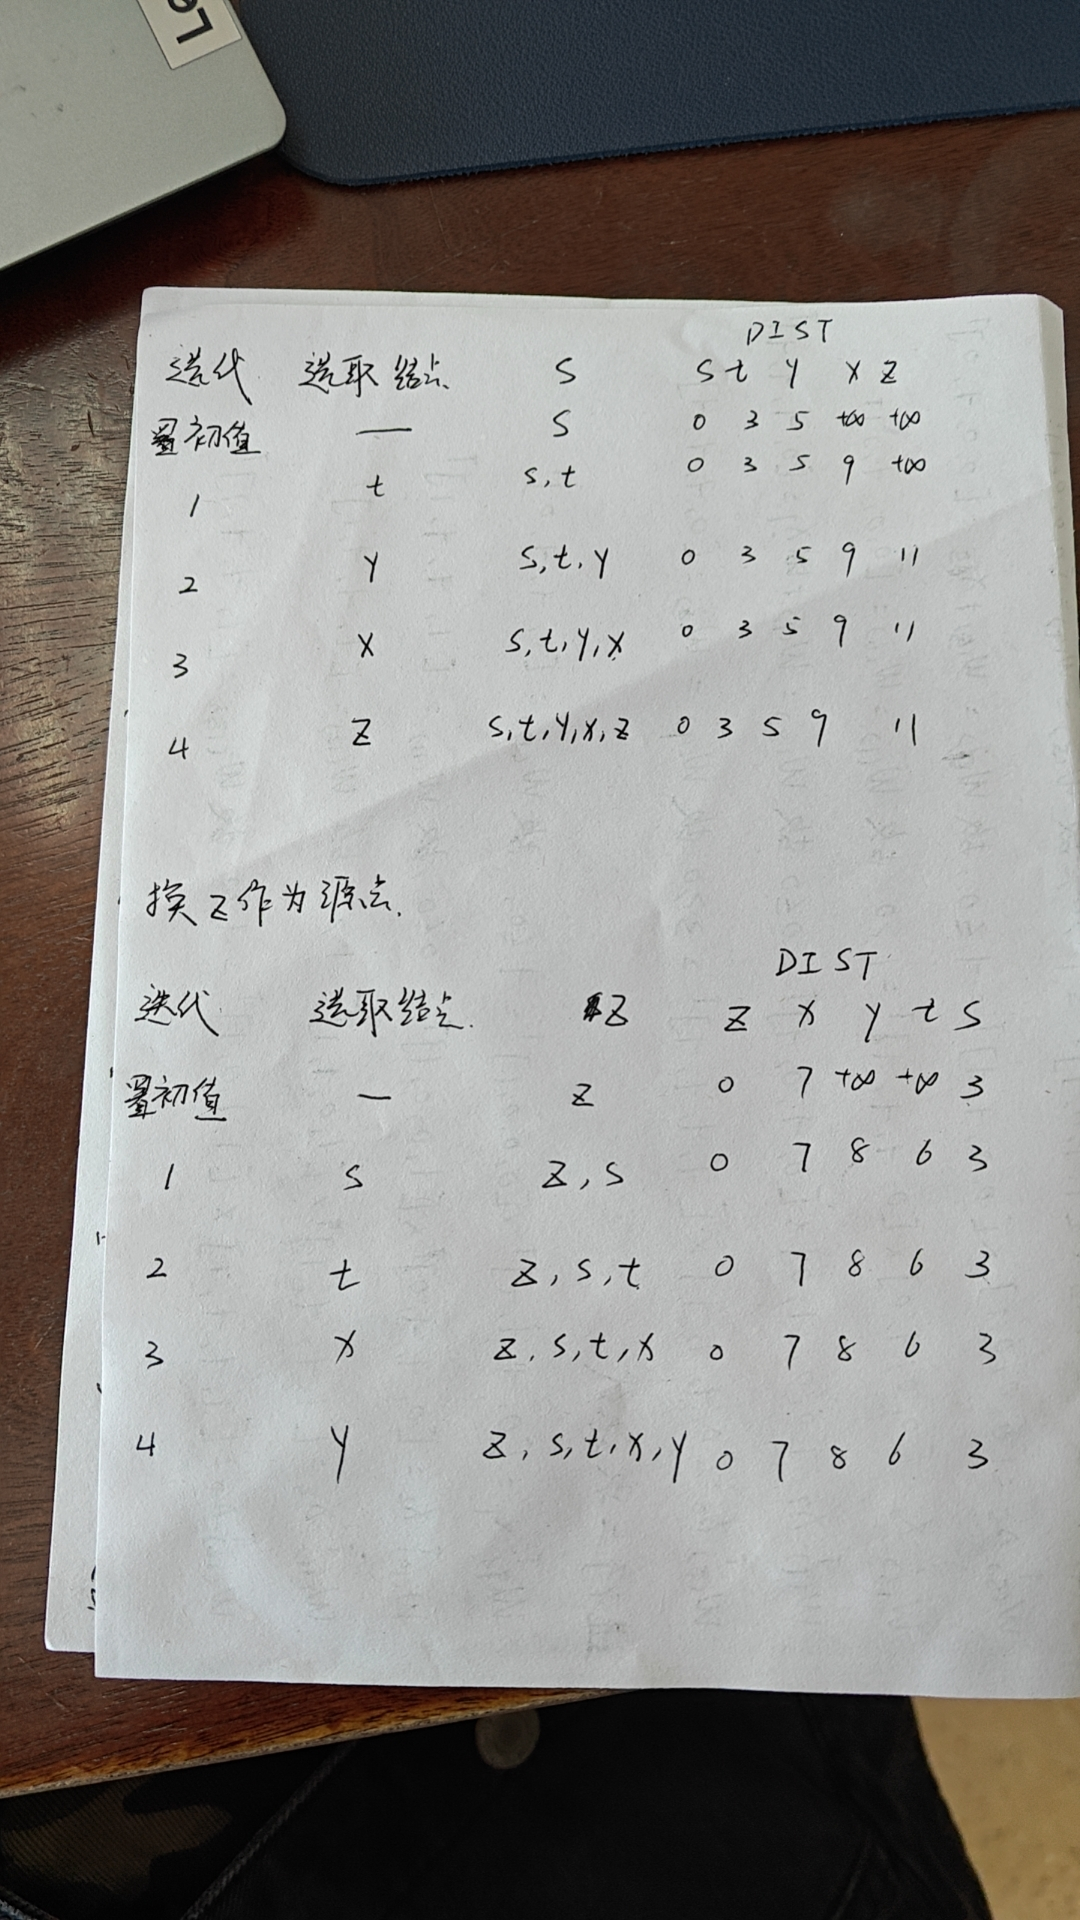 Le
DIST
迭代 选取结点 S S t y x z
置初值 — S 0 3 5 +∞ +∞
1 t s,t 0 3 5 9 +∞
2 y s,t,y 0 3 5 9 11
3 x s,t,y,x 0 3 5 9 11
4 z s,t,y,x,z 0 3 5 9 11
换z作为源点.
DIST
迭代 选取结点. Z Z x y t S
置初值 — z 0 7 +∞ +∞ 3
1 s z,s 0 7 8 6 3
2 t z,s,t 0 7 8 6 3
3 x z,s,t,x 0 7 8 6 3
4 y z,s,t,x,y 0 7 8 6 3